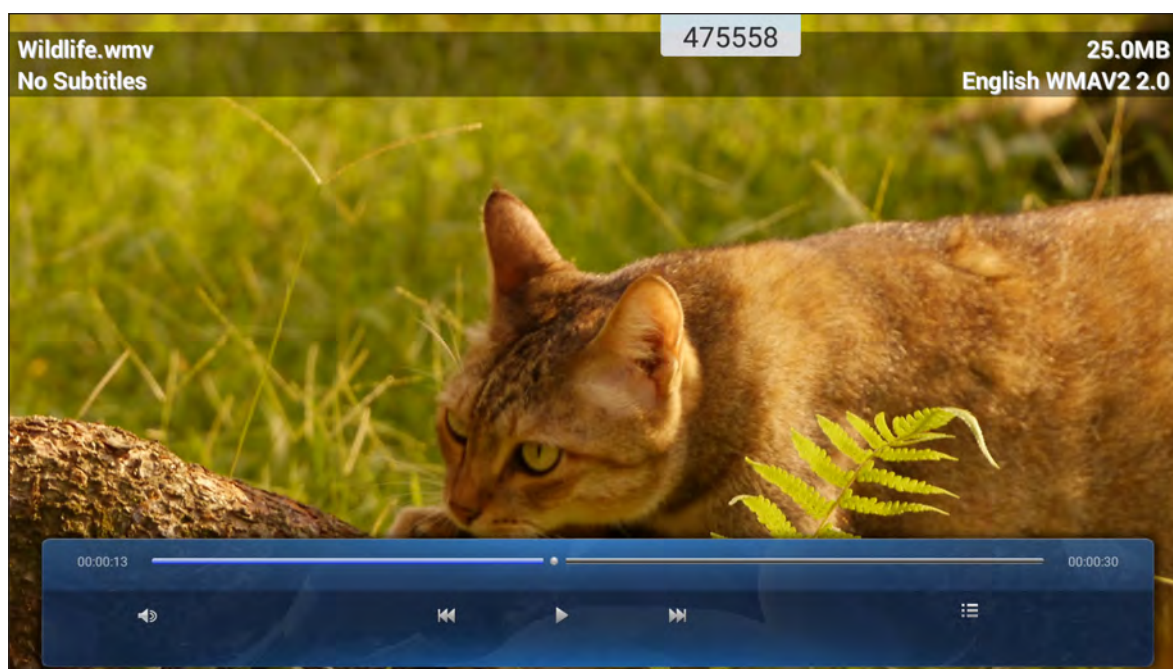 475558
Wildlife.wmv
25.0MB
No Subtitles
English WMAV2 2.0
00:00:13
00:00:30